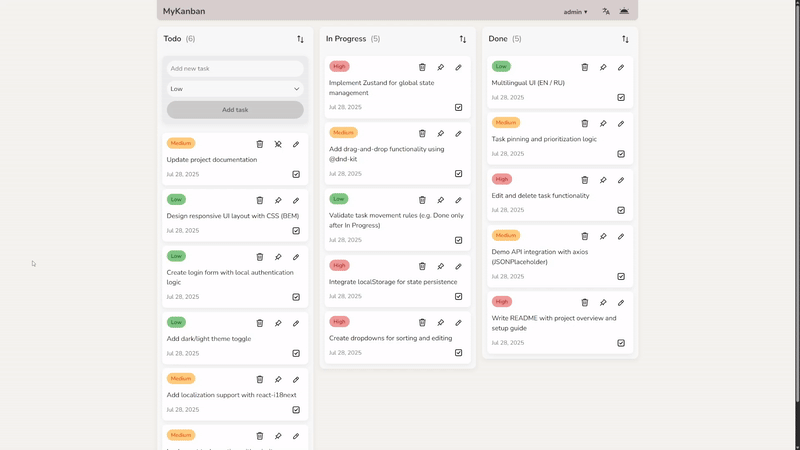 MyKanban
admin ▾
Todo (6)
Add new task
Low
Add task
Medium
Update project documentation
Jul 28, 2025
Low
Design responsive UI layout with CSS (BEM)
Jul 28, 2025
Low
Create login form with local authentication
logic
Jul 28, 2025
Low
Add dark/light theme toggle
Jul 28, 2025
Medium
Add localization support with react-i18next
Jul 28, 2025
Medium
In Progress (5)
High
Implement Zustand for global state
management
Jul 28, 2025
Medium
Add drag-and-drop functionality using
@dnd-kit
Jul 28, 2025
Low
Validate task movement rules (e.g. Done only
after In Progress)
Jul 28, 2025
High
Integrate localStorage for state persistence
Jul 28, 2025
High
Create dropdowns for sorting and editing
Jul 28, 2025
Done (5)
Low
Multilingual UI (EN / RU)
Jul 28, 2025
Medium
Task pinning and prioritization logic
Jul 28, 2025
High
Edit and delete task functionality
Jul 28, 2025
Medium
Demo API integration with axios
(JSONPlaceholder)
Jul 28, 2025
High
Write README with project overview and
setup guide
Jul 28, 2025